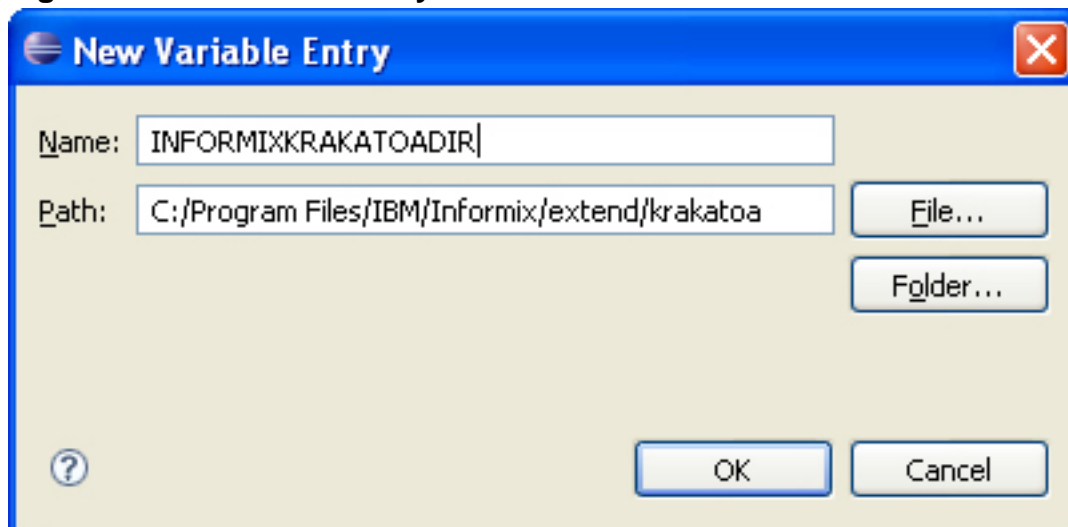 New Variable Entry
Name: INFORMIXKRAKATOADIR
Path: C:/Program Files/IBM/Informix/extend/krakatoa File...
Folder...
? OK Cancel